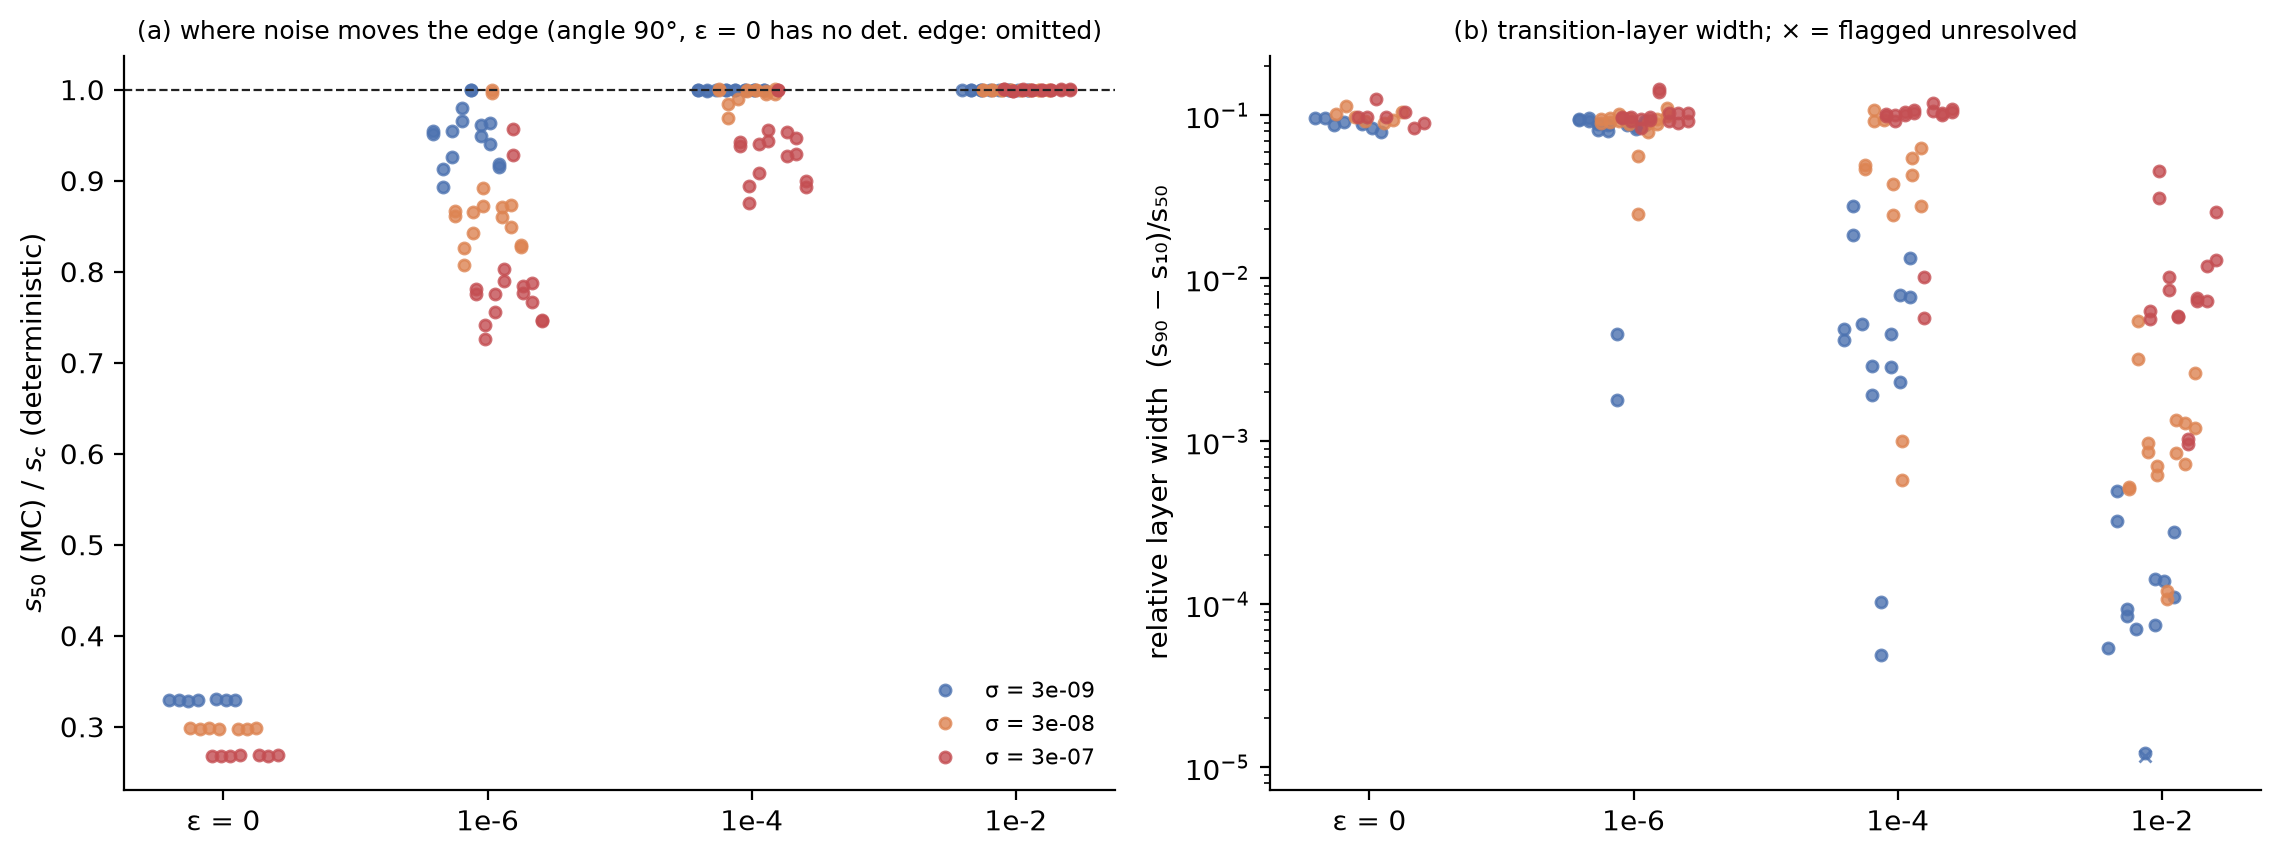 (a) where noise moves the edge (angle 90°, ε = 0 has no det. edge: omitted)
s₅₀ (MC) / s_c (deterministic)
1.0
0.9
0.8
0.7
0.6
0.5
0.4
0.3
σ = 3e-09
σ = 3e-08
σ = 3e-07
ε = 0
1e-6
1e-4
1e-2
(b) transition-layer width; × = flagged unresolved
relative layer width (s₉₀ − s₁₀)/s₅₀
10⁻¹
10⁻²
10⁻³
10⁻⁴
10⁻⁵
ε = 0
1e-6
1e-4
1e-2